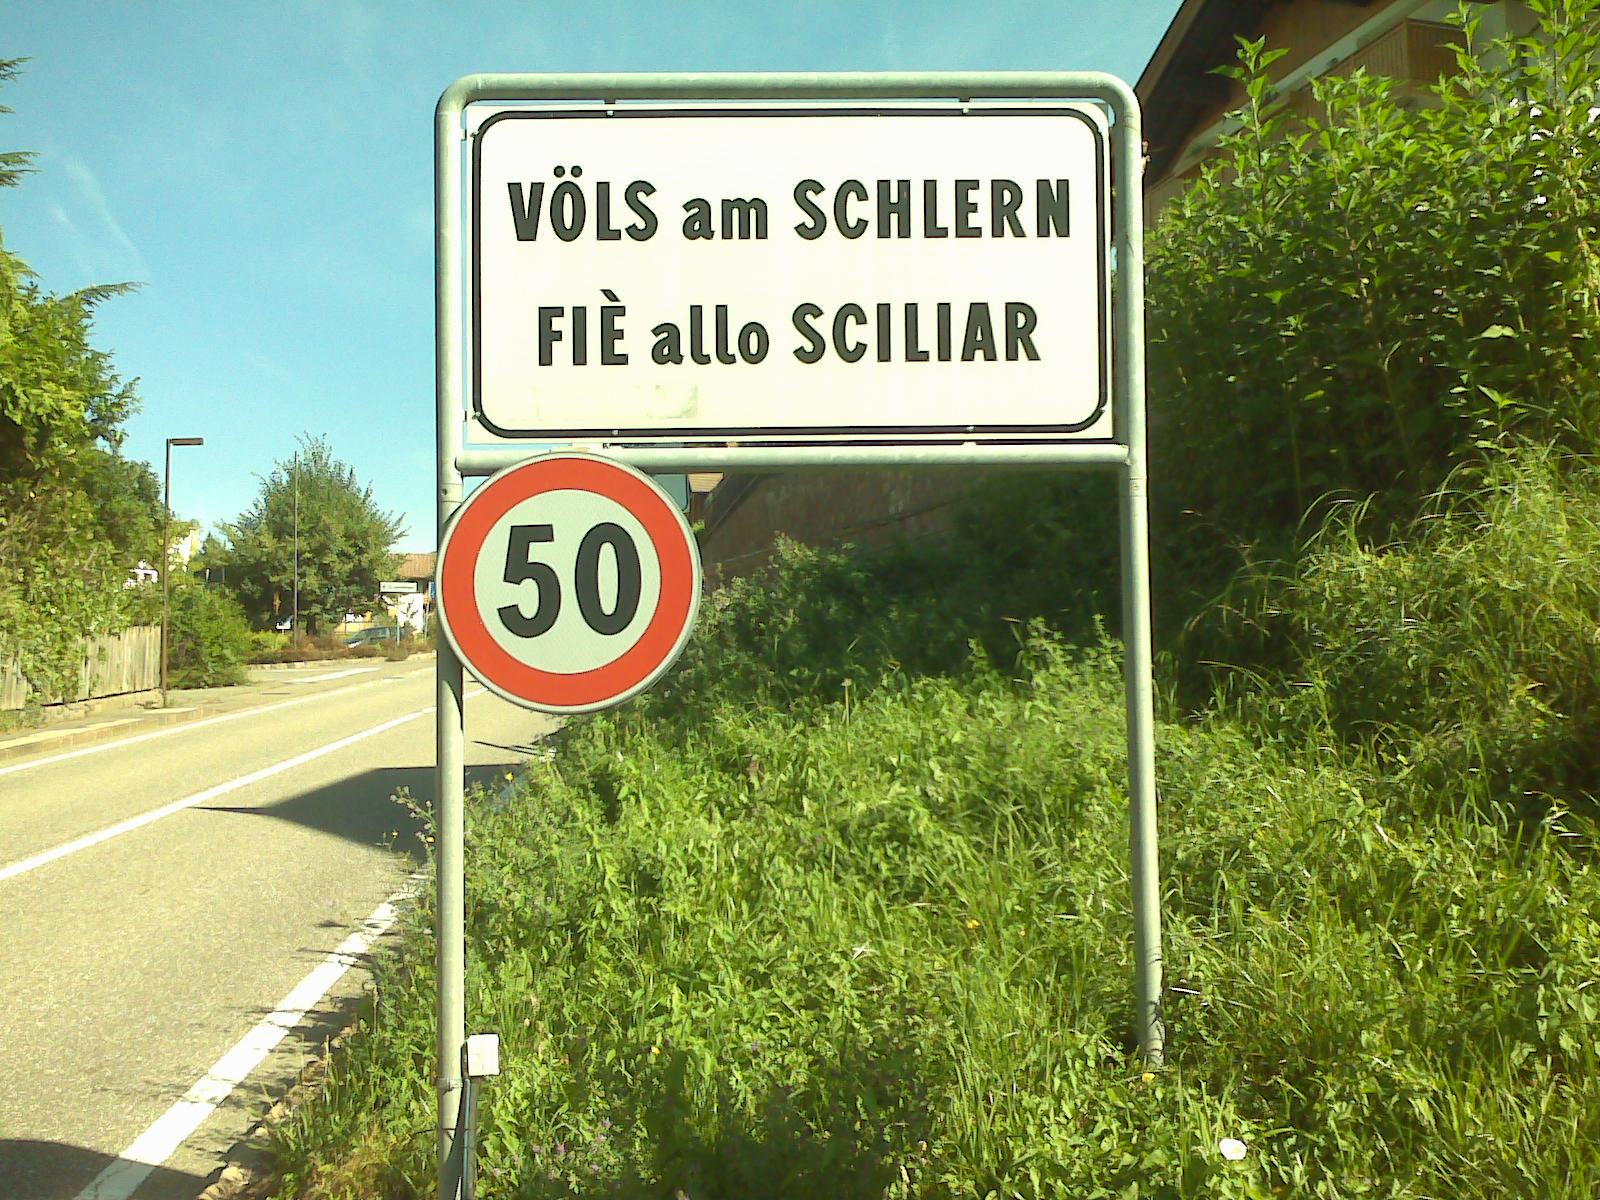 VÖLS am SCHLERN
FIÈ allo SCILIAR
50